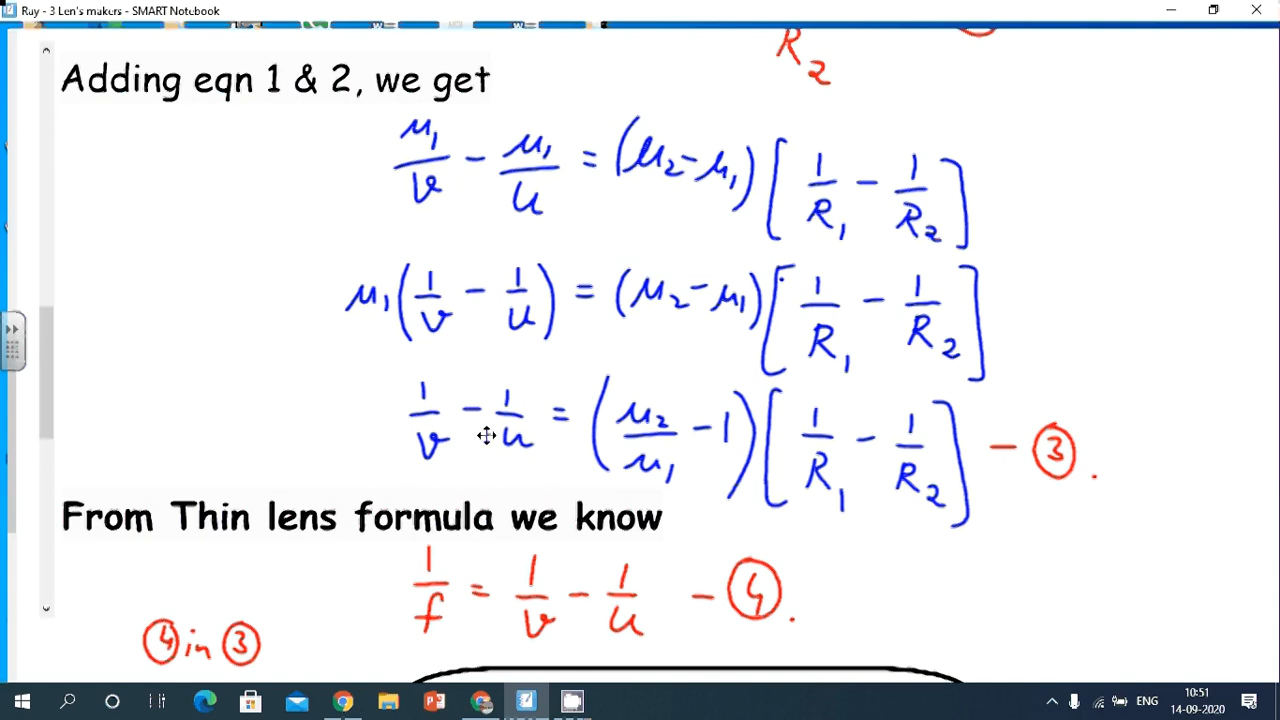 Ray - 3 Len's makers - SMART Notebook
R₂
Adding eqn 1 & 2, we get
μ₁/v - μ₁/u = (μ₂ - μ₁) [1/R₁ - 1/R₂]
μ₁(1/v - 1/u) = (μ₂ - μ₁) [1/R₁ - 1/R₂]
1/v - 1/u = (μ₂/μ₁ - 1) [1/R₁ - 1/R₂] - ③.
From Thin lens formula we know
1/f = 1/v - 1/u - ④.
④ in ③
ENG
10:51
14-09-2020